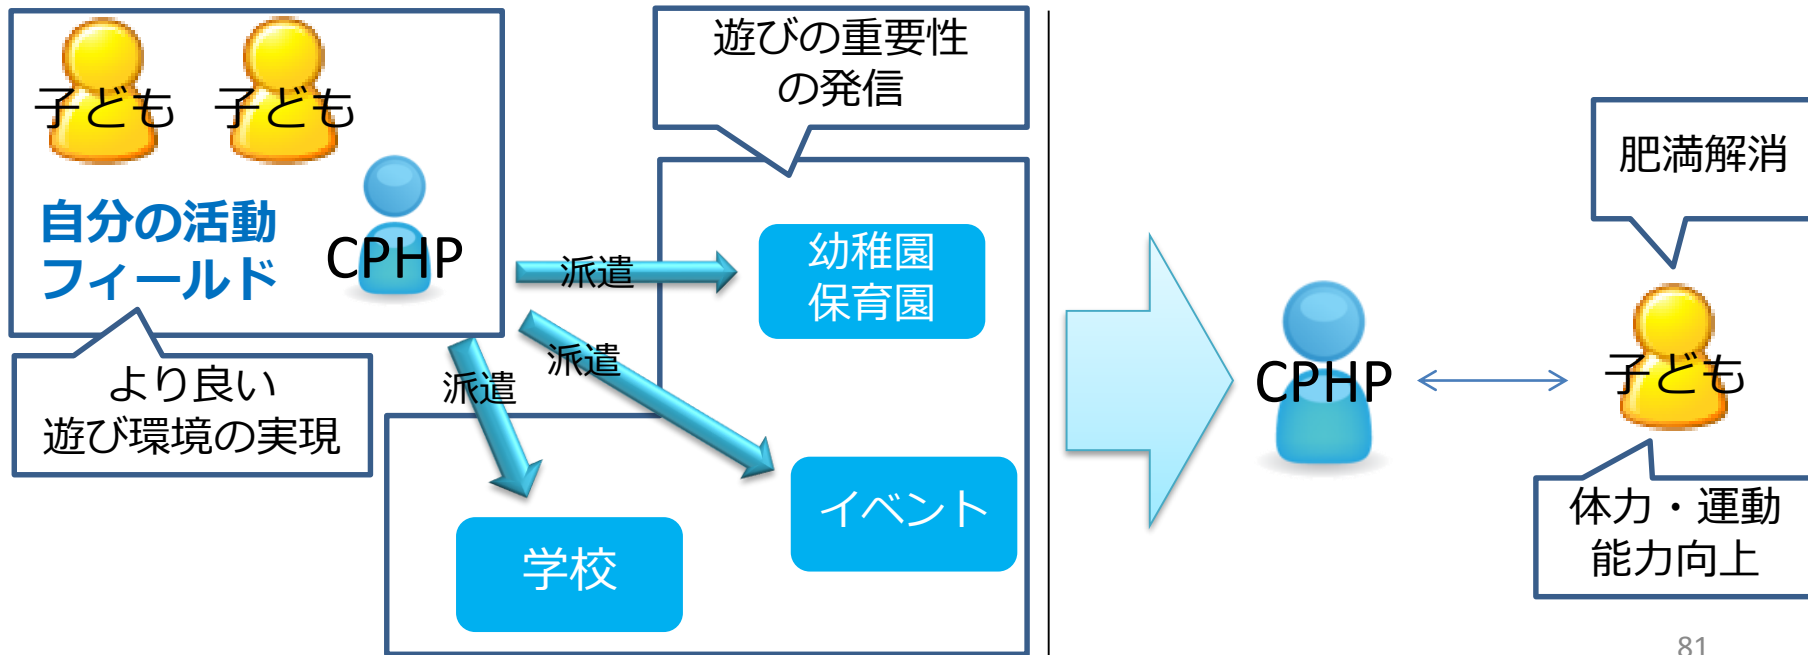 子ども
子ども
自分の活動
フィールド
CPHP
より良い
遊び環境の実現
遊びの重要性
の発信
派遣
派遣
派遣
幼稚園
保育園
イベント
学校
CPHP
子ども
肥満解消
体力・運動
能力向上
81